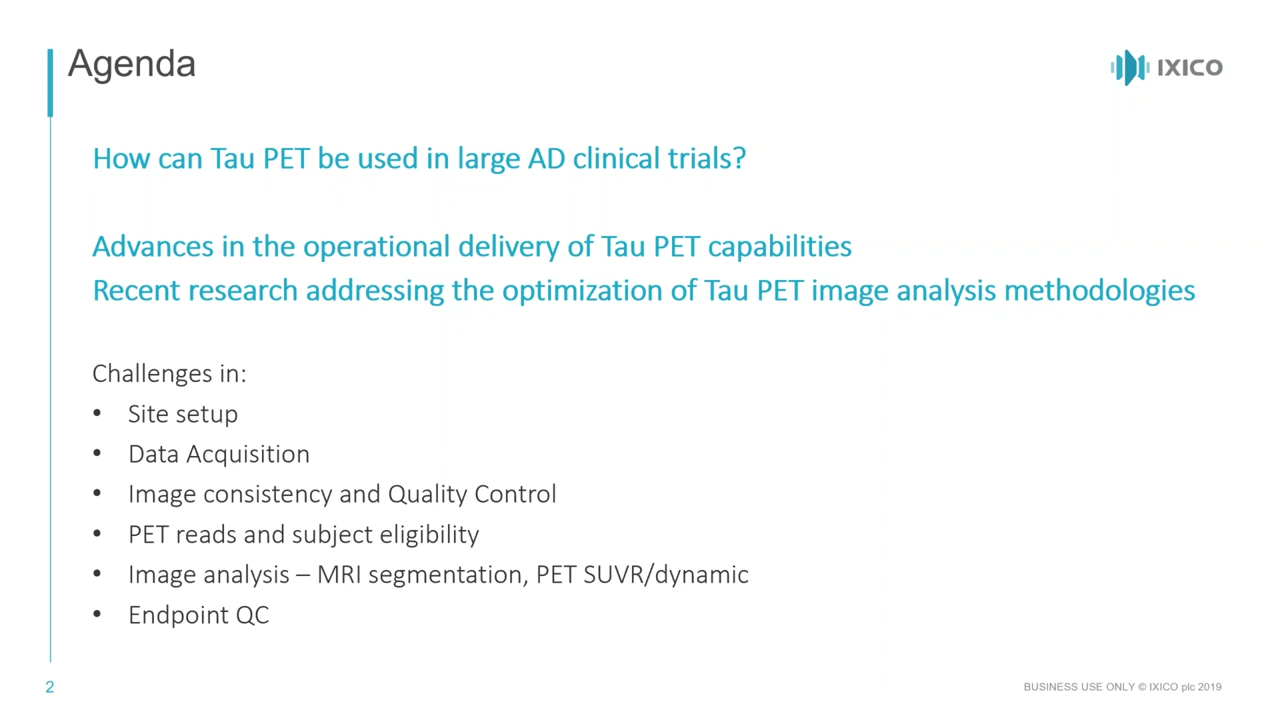 Agenda
IXICO
How can Tau PET be used in large AD clinical trials?
Advances in the operational delivery of Tau PET capabilities
Recent research addressing the optimization of Tau PET image analysis methodologies
Challenges in:
• Site setup
• Data Acquisition
• Image consistency and Quality Control
• PET reads and subject eligibility
• Image analysis – MRI segmentation, PET SUVR/dynamic
• Endpoint QC
2
BUSINESS USE ONLY © IXICO plc 2019